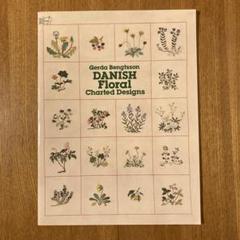 Gerda Bengtsson
DANISH
Floral
Charted Designs